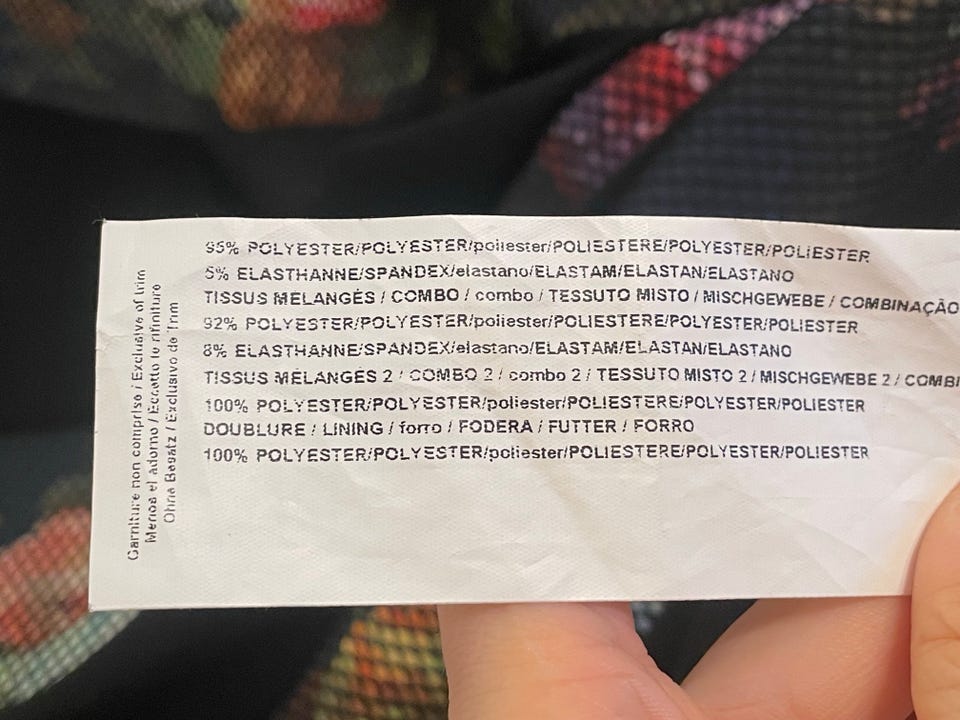 95% POLYESTER/POLYESTER/poliester/POLIESTERE/POLYESTER/POLIESTER
5% ELASTHANNE/SPANDEX/elastano/ELASTAM/ELASTAN/ELASTANO
TISSUS MELANGÉS / COMBO / combo / TESSUTO MISTO / MISCHGEWEBE / COMBINAÇÃO
92% POLYESTER/POLYESTER/poliester/POLIESTERE/POLYESTER/POLIESTER
8% ELASTHANNE/SPANDEX/elastano/ELASTAM/ELASTAN/ELASTANO
TISSUS MELANGÉS 2 / COMBO 2 / combo 2 / TESSUTO MISTO 2 / MISCHGEWEBE 2 / COMBI
100% POLYESTER/POLYESTER/poliester/POLIESTERE/POLYESTER/POLIESTER
DOUBLURE / LINING / forro / FODERA / FUTTER / FORRO
100% POLYESTER/POLYESTER/poliester/POLIESTERE/POLYESTER/POLIESTER
Garniture non comprise / Exclusive of trim
Menos el adorno / Eccetto le rifiniture
Ohne Besatz / Exclusivo de